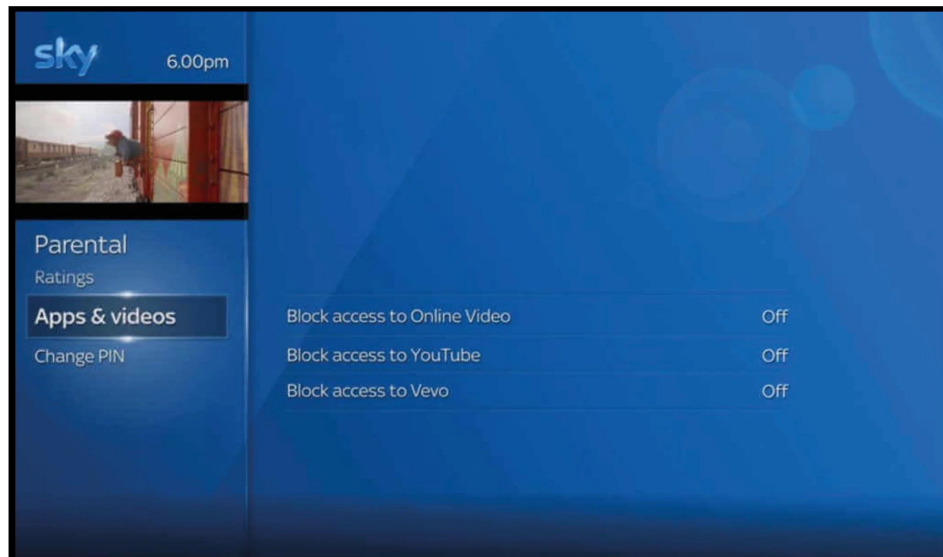 sky
6.00pm
Parental
Ratings
Apps & videos
Change PIN
Block access to Online Video Off
Block access to YouTube Off
Block access to Vevo Off